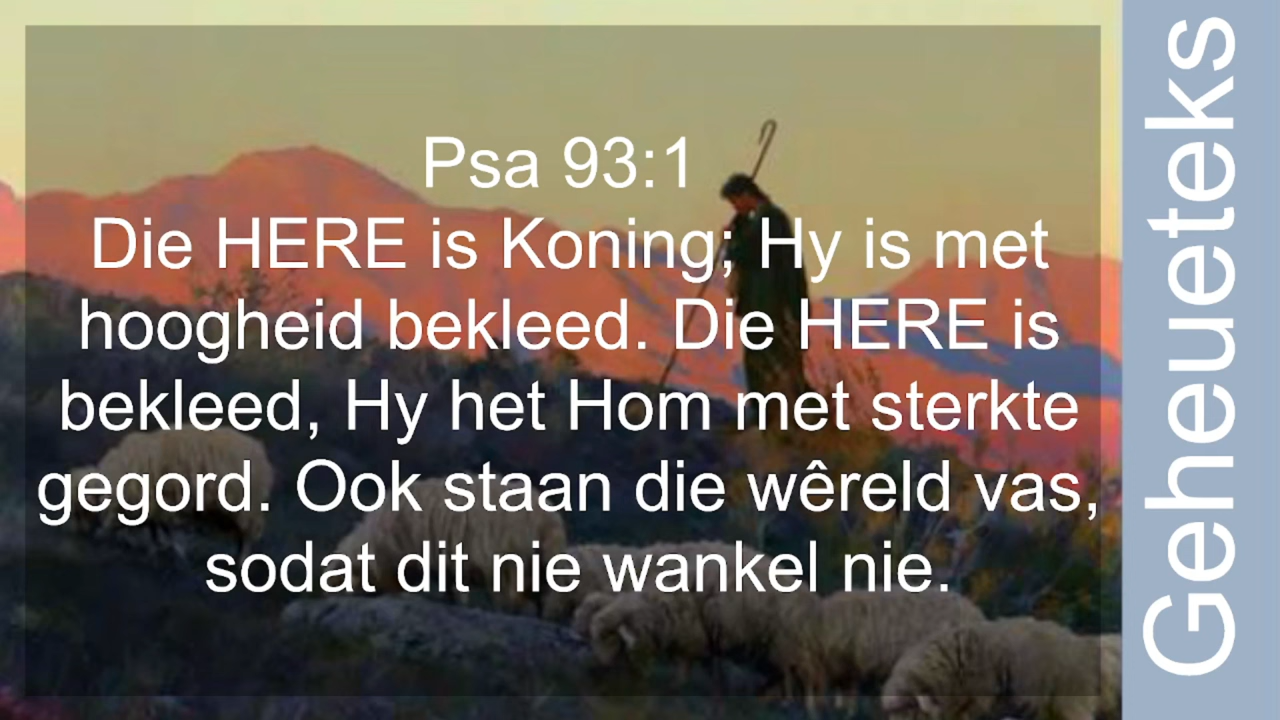 Psa 93:1
Die HERE is Koning; Hy is met
hoogheid bekleed. Die HERE is
bekleed, Hy het Hom met sterkte
gegord. Ook staan die wêreld vas,
sodat dit nie wankel nie.
Geheueteks